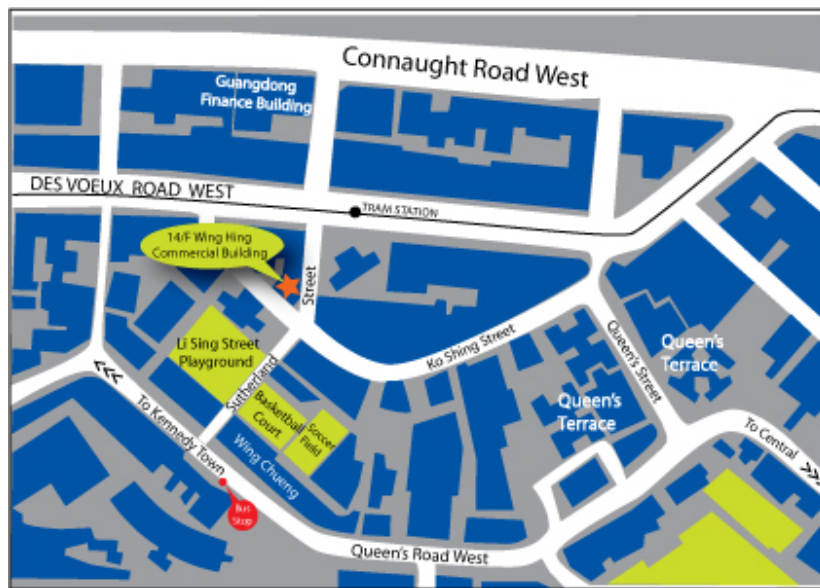 Connaught Road West
Guangdong
Finance Building
DES VOEUX ROAD WEST
TRAM STATION
14/F Wing Hing
Commercial Building
Street
Ko Shing Street
Queen's Street
Queen's
Terrace
Li Sing Street
Playground
Sutherland
Queen's
Terrace
Basketball
Court
Soccer
Field
To Kennedy Town
Wing Chueng
To Central
Bus
Stop
Queen's Road West